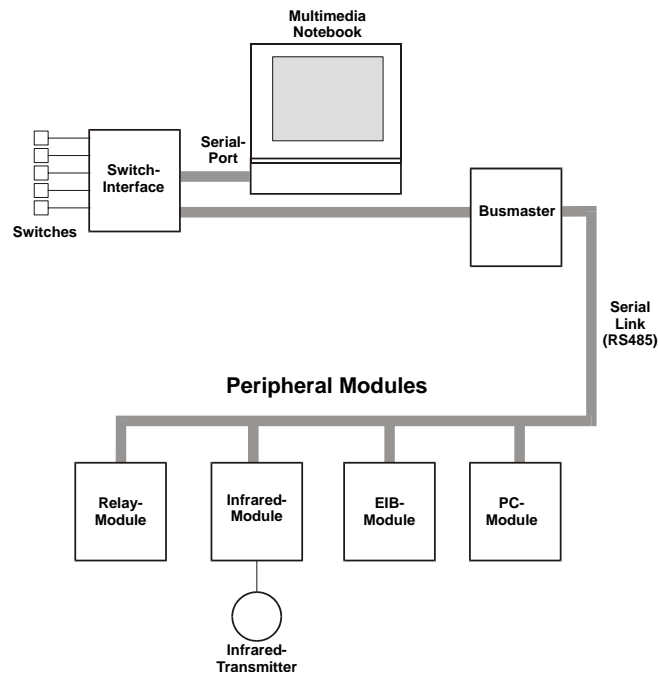 Multimedia
Notebook
Serial-
Port
Switch-
Interface
Switches
Busmaster
Serial
Link
(RS485)
Peripheral Modules
Relay-
Module
Infrared-
Module
EIB-
Module
PC-
Module
Infrared-
Transmitter